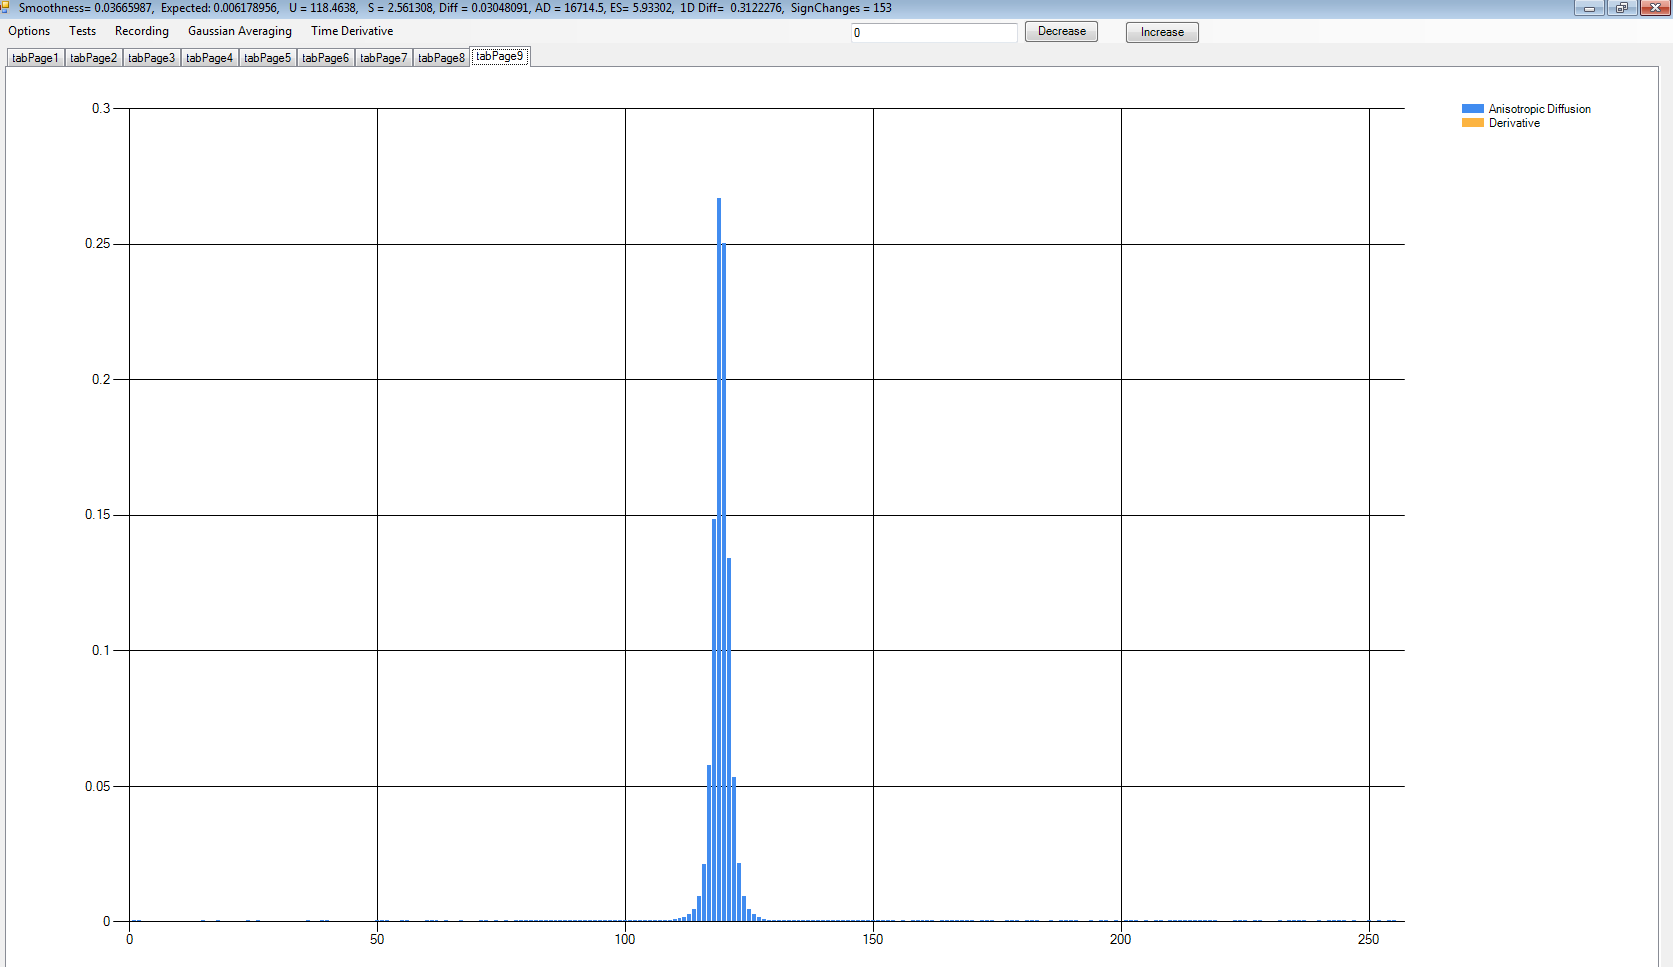 Smoothness= 0.03665987, Expected: 0.006178956, U = 118.4638, S = 2.561308, Diff = 0.03048091, AD = 16714.5, ES= 5.93302, 1D Diff= 0.3122276, SignChanges = 153
Options Tests Recording Gaussian Averaging Time Derivative 0 Decrease Increase
tabPage1 tabPage2 tabPage3 tabPage4 tabPage5 tabPage6 tabPage7 tabPage8 tabPage9
0.3
Anisotropic Diffusion
Derivative
0.25
0.2
0.15
0.1
0.05
0
0 50 100 150 200 250